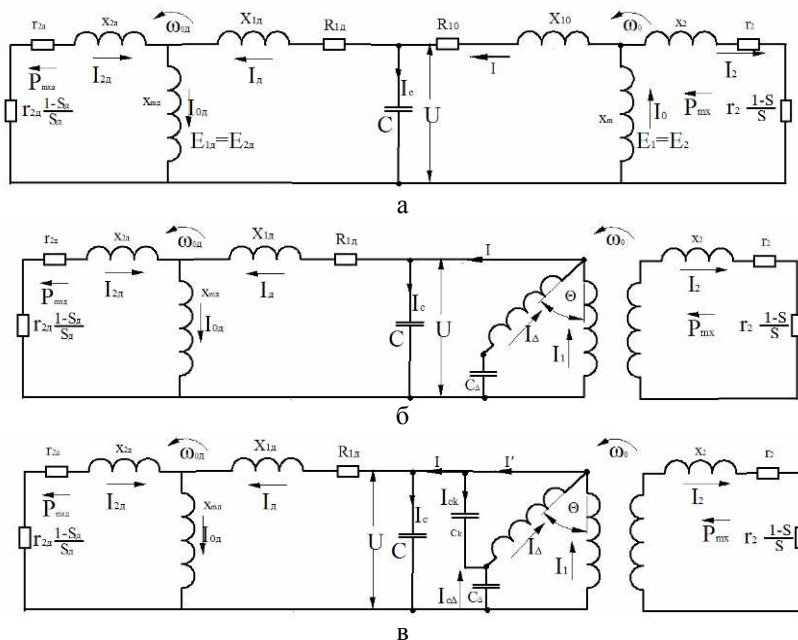 r₂д x₂д ω₀д X₁д R₁д R₁₀ X₁₀ ω₀ x₂ r₂
I₂д Iд I I₂
Pmxд xmд I₀д Ic xm I₀ Pmx
r₂д 1-Sд/Sд C U r₂ 1-S/S
E₁д=E₂д E₁=E₂
а
r₂д x₂д ω₀д X₁д R₁д I ω₀ x₂ r₂
I₂д Iд I₂
Pmxд xmд I₀д Ic Θ Pmx
r₂д 1-Sд/Sд C U IΔ I₁ r₂ 1-S/S
CΔ
б
r₂д x₂д ω₀д X₁д R₁д I I′ ω₀ x₂ r₂
I₂д Iд Ick I₂
Pmxд xmд I₀д Ic Ck Θ Pmx
r₂д 1-Sд/Sд U C IΔ I₁ r₂ 1-S/S
IcΔ CΔ
в